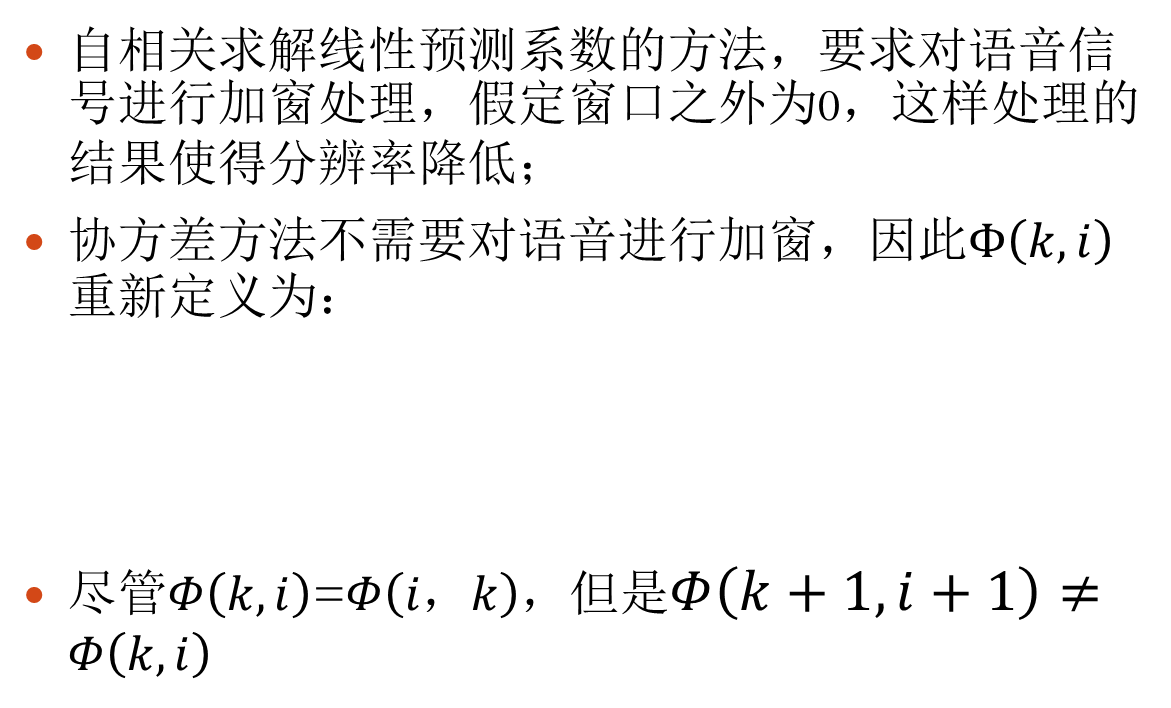 • 自相关求解线性预测系数的方法，要求对语音信
号进行加窗处理，假定窗口之外为0，这样处理的
结果使得分辨率降低；
• 协方差方法不需要对语音进行加窗，因此Φ(k, i)
重新定义为：
• 尽管Φ(k, i)=Φ(i，k)，但是Φ(k + 1, i + 1) ≠
Φ(k, i)